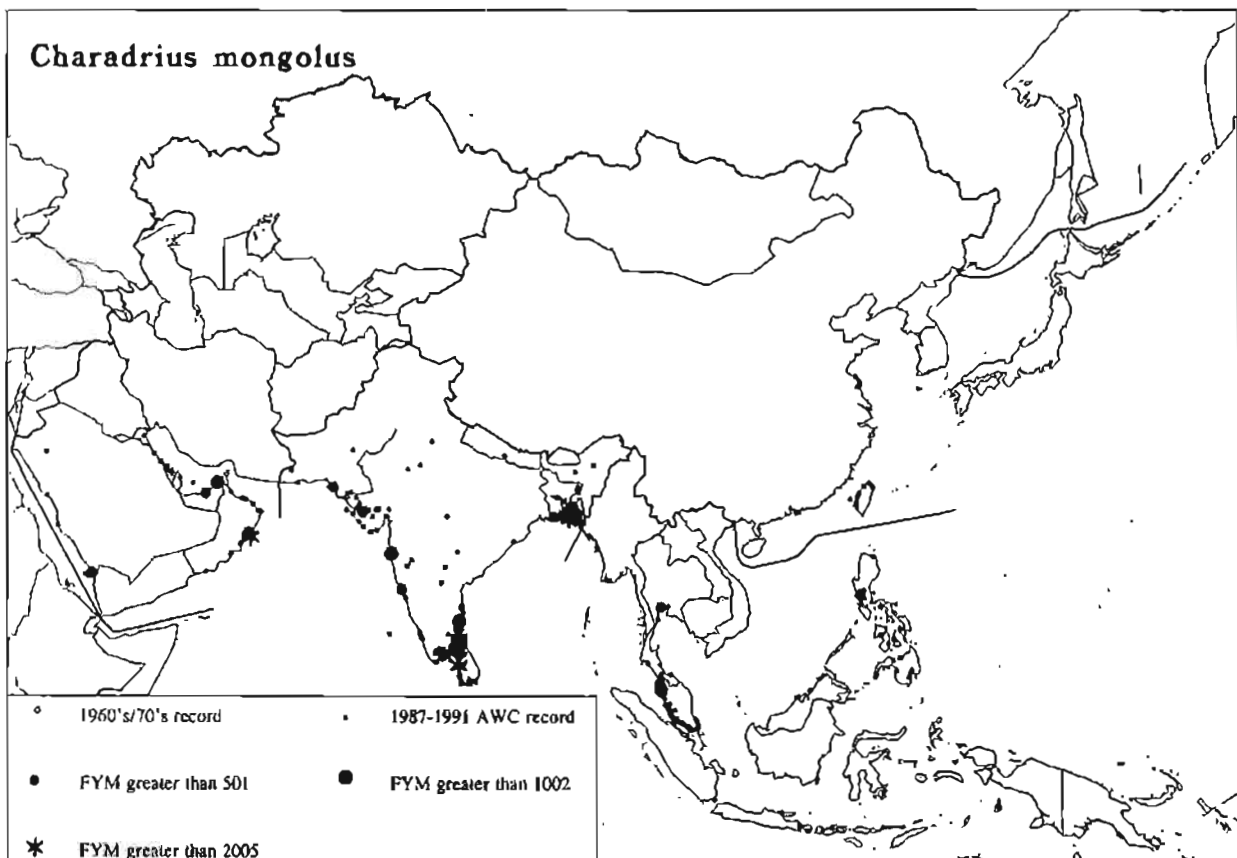 Charadrius mongolus
1960's/70's record
1987-1991 AWC record
FYM greater than 501
FYM greater than 1002
FYM greater than 2005